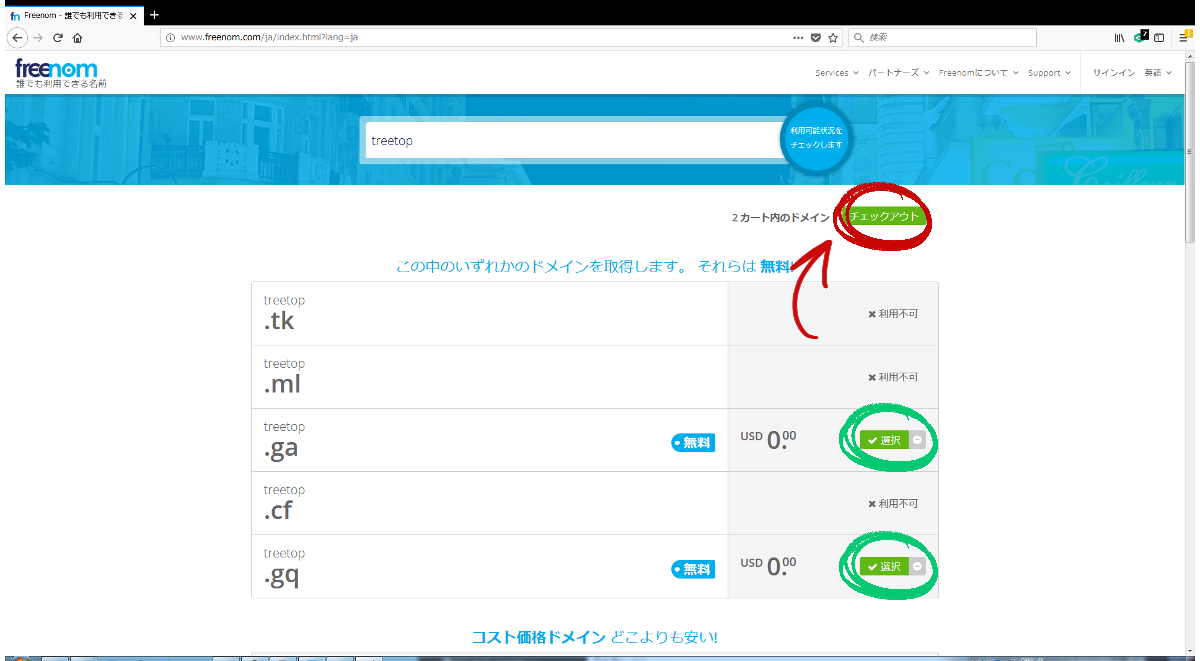 fn Freenom - 誰でも利用できる
www.freenom.com/ja/index.html?lang=ja
検索
7
freenom
誰でも利用できる名前
Services パートナーズ Freenomについて Support サインイン 英語
treetop
利用可能状況を
チェックします
2 カート内のドメイン チェックアウト
この中のいずれかのドメインを取得します。 それらは 無料!
treetop
.tk
利用不可
treetop
.ml
利用不可
treetop
.ga
無料
USD 0.00
選択
treetop
.cf
利用不可
treetop
.gq
無料
USD 0.00
選択
コスト価格ドメイン どこよりも安い!